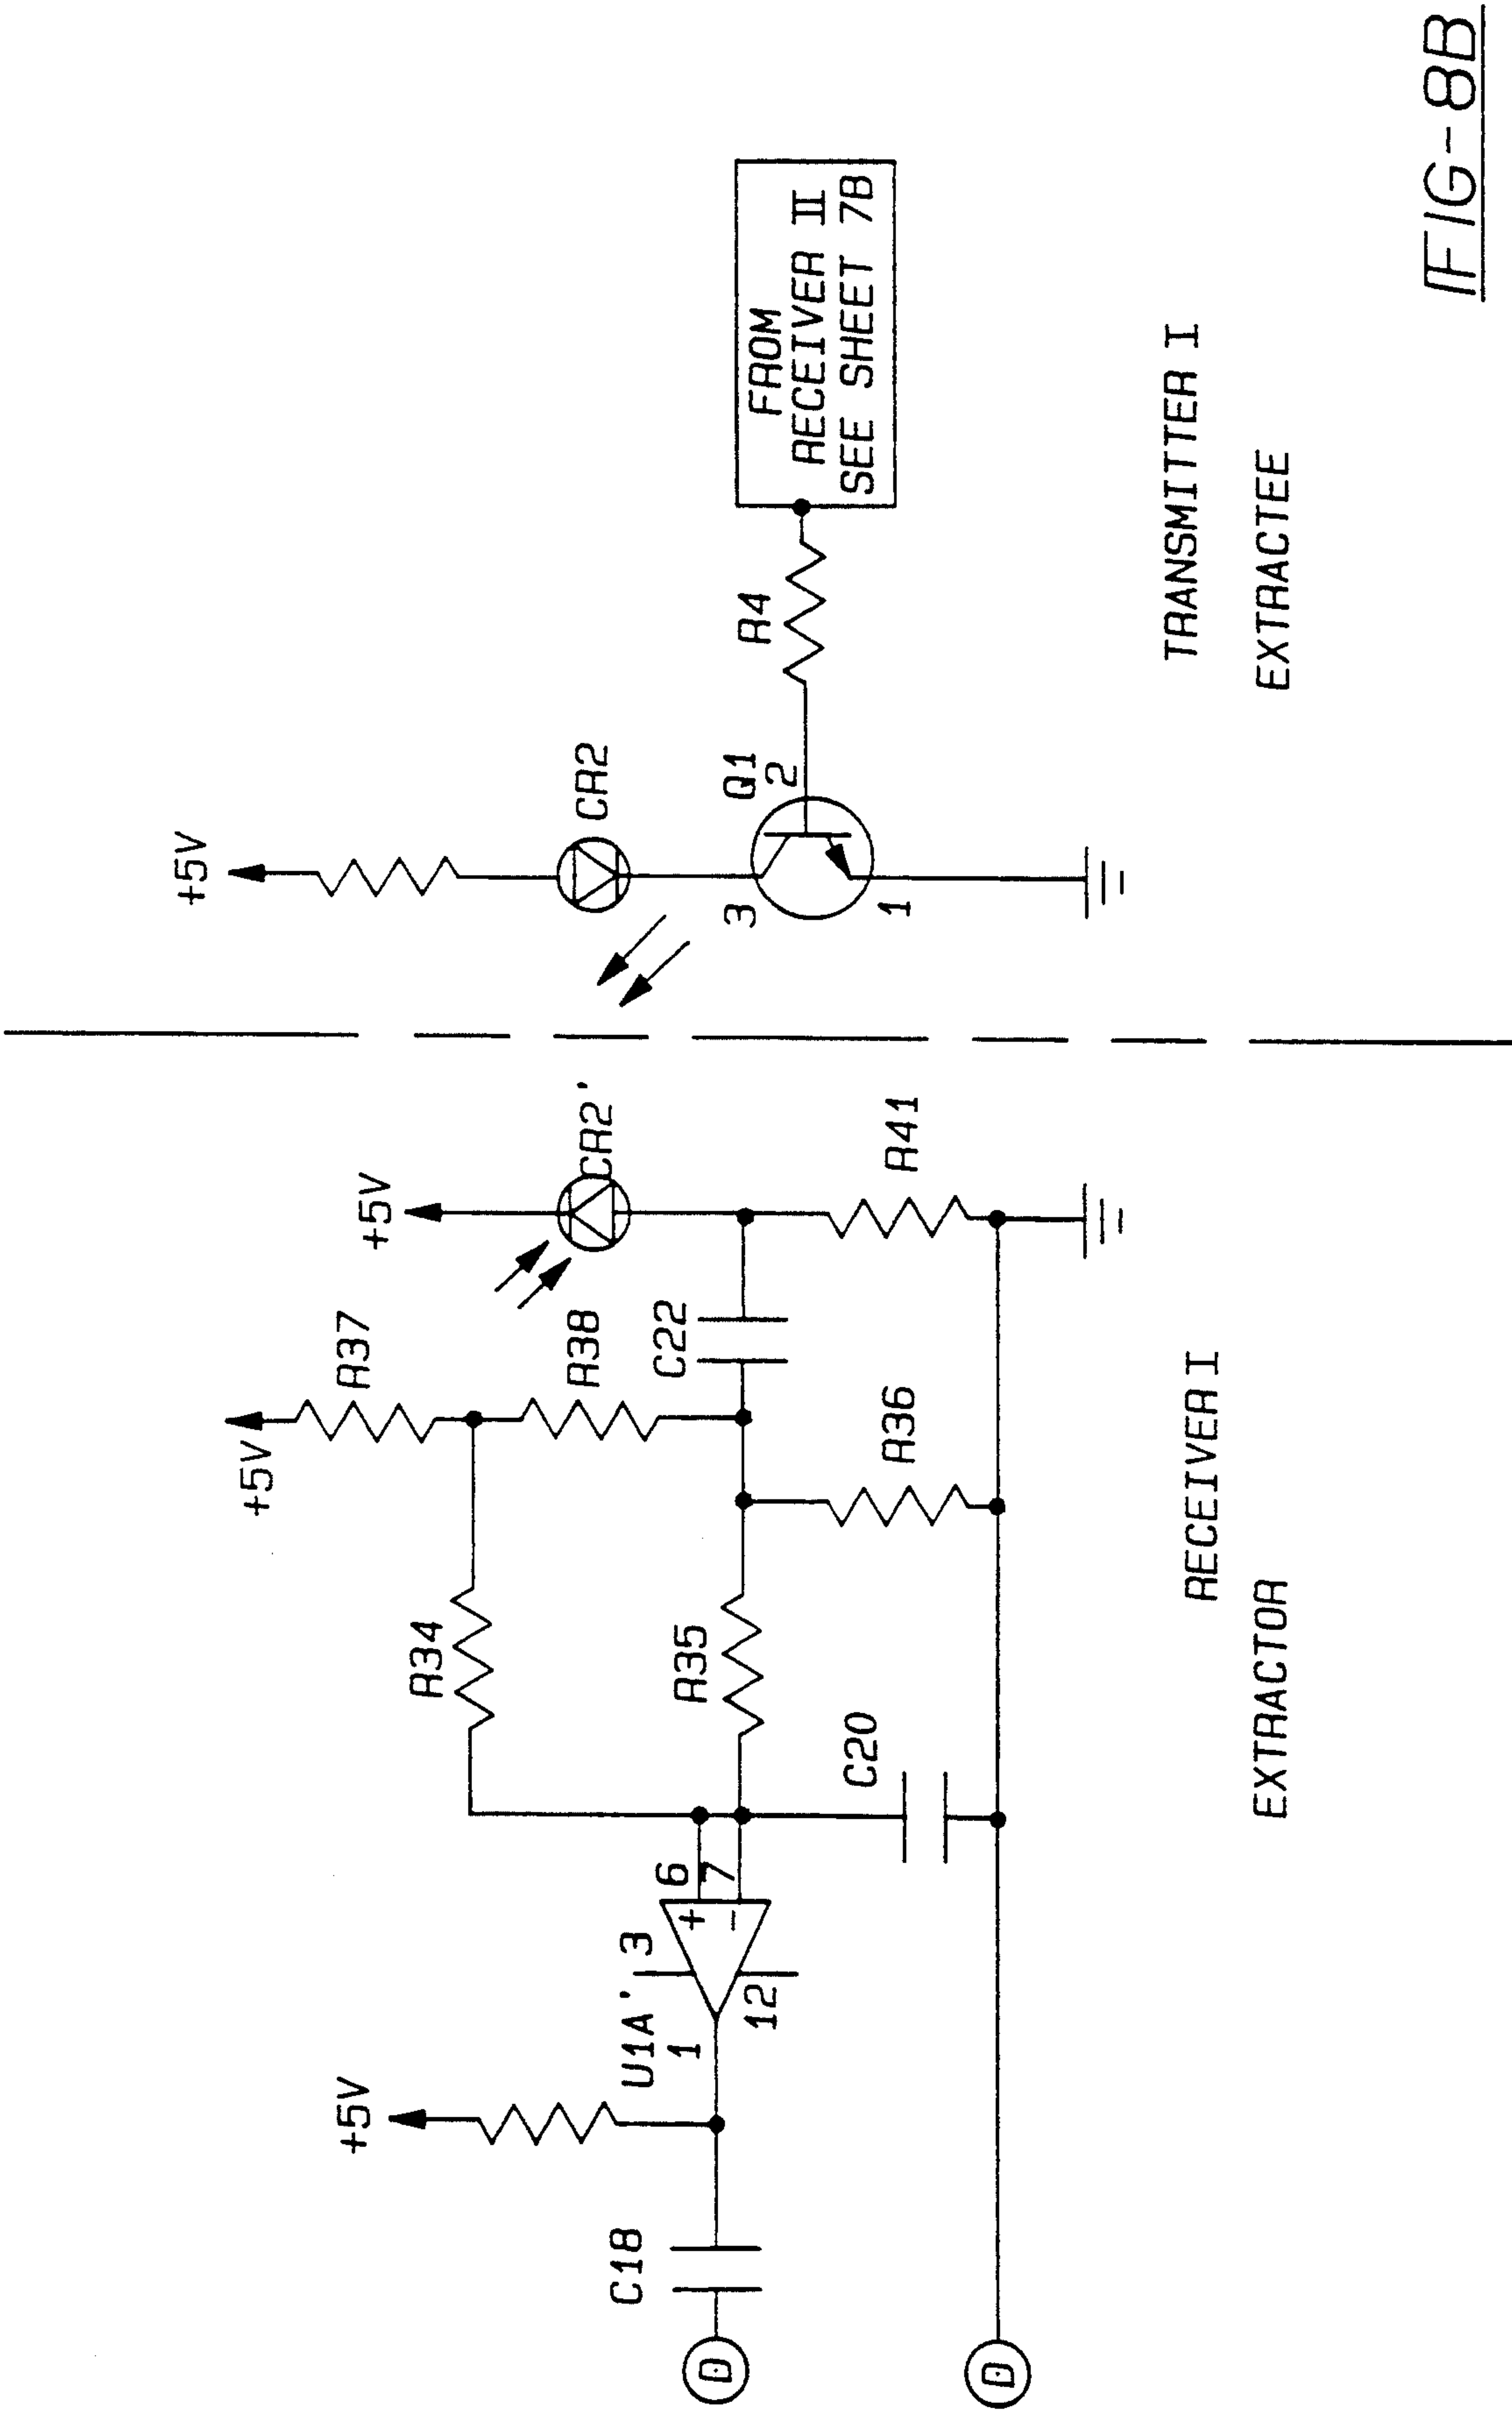 +5V
C18
D
D
U1A'
1
3
12
6
7
+
-
R34
R35
C20
+5V
R37
R38
C22
R36
+5V
CR2'
R41
RECEIVER I
EXTRACTOR
+5V
CR2
3
Q1
2
1
R4
FROM
RECEIVER II
SEE SHEET 7B
TRANSMITTER I
EXTRACTEE
FIG-8B